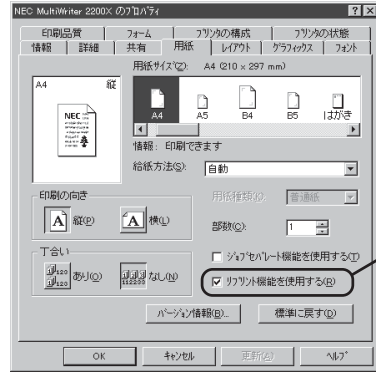 NEC MultiWriter 2200X のプロパティ
印刷品質 フォーム プリンタの構成 プリンタの状態
情報 詳細 共有 用紙 レイアウト グラフィックス フォント
用紙サイズ(Z): A4 (210 x 297 mm)
A4 縦
NEC
A4 A5 B4 B5 はがき
情報: 印刷できます
給紙方法(S): 自動
印刷の向き
用紙種類(K): 普通紙
A 縦(P) A 横(L)
部数(C): 1
丁合い
ジョブセパレート機能を使用する(T)
あり(O) なし(N)
リプリント機能を使用する(R)
バージョン情報(B)... 標準に戻す(D)
OK キャンセル 更新(A) ヘルプ